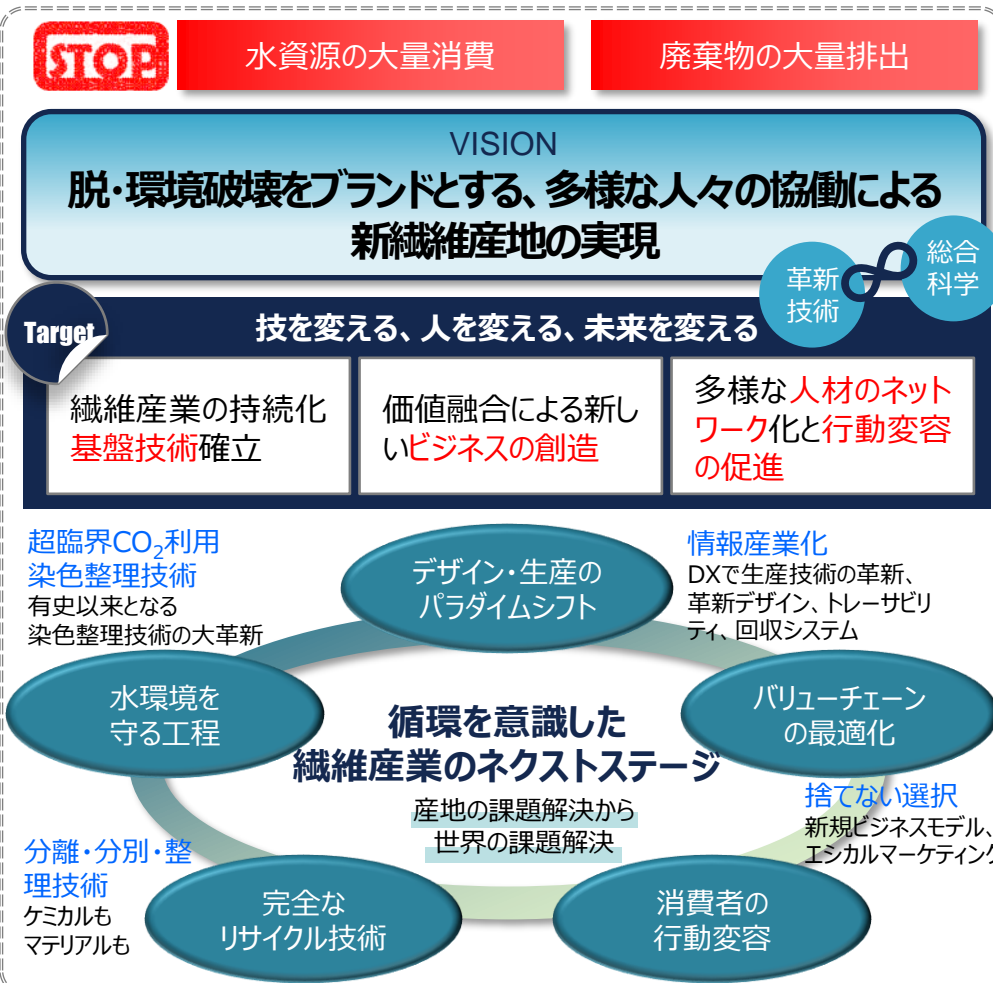 STOP
水資源の大量消費
廃棄物の大量排出
VISION
脱・環境破壊をブランドとする、多様な人々の協働による
新繊維産地の実現
革新
技術
総合
科学
Target
技を変える、人を変える、未来を変える
繊維産業の持続化
基盤技術確立
価値融合による新し
いビジネスの創造
多様な人材のネット
ワーク化と行動変容
の促進
超臨界CO₂利用
染色整理技術
有史以来となる
染色整理技術の大革新
デザイン・生産の
パラダイムシフト
情報産業化
DXで生産技術の革新、
革新デザイン、トレーサビリ
ティ、回収システム
水環境を
守る工程
循環を意識した
繊維産業のネクストステージ
産地の課題解決から
世界の課題解決
バリューチェーン
の最適化
捨てない選択
新規ビジネスモデル、
エシカルマーケティング
分離・分別・整
理技術
ケミカルも
マテリアルも
完全な
リサイクル技術
消費者の
行動変容